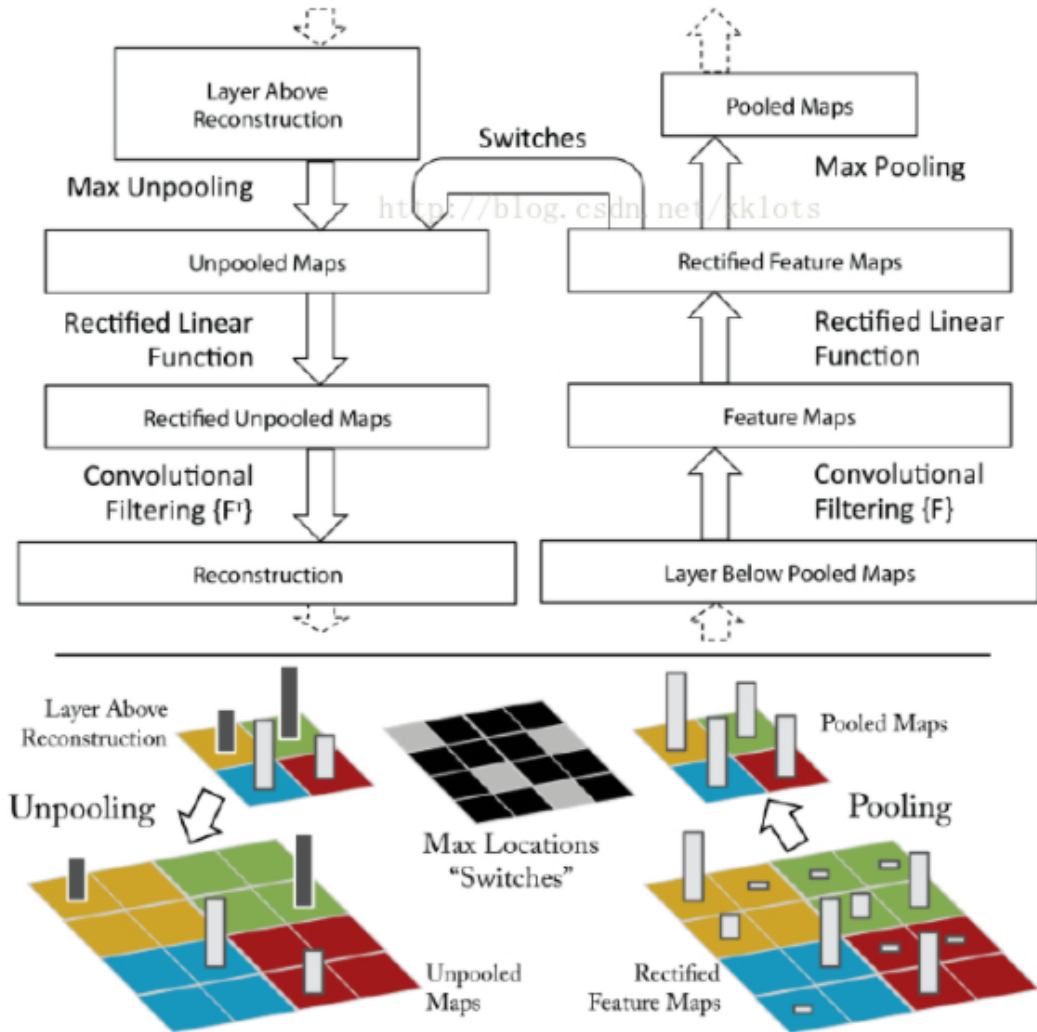 Layer Above
Reconstruction
Pooled Maps
Switches
Max Unpooling
Max Pooling
http://blog.csdn.net/kklots
Unpooled Maps
Rectified Feature Maps
Rectified Linear
Function
Rectified Linear
Function
Rectified Unpooled Maps
Feature Maps
Convolutional
Filtering {Fᵀ}
Convolutional
Filtering {F}
Reconstruction
Layer Below Pooled Maps
Layer Above
Reconstruction
Pooled Maps
Unpooling
Pooling
Max Locations
“Switches”
Unpooled
Maps
Rectified
Feature Maps